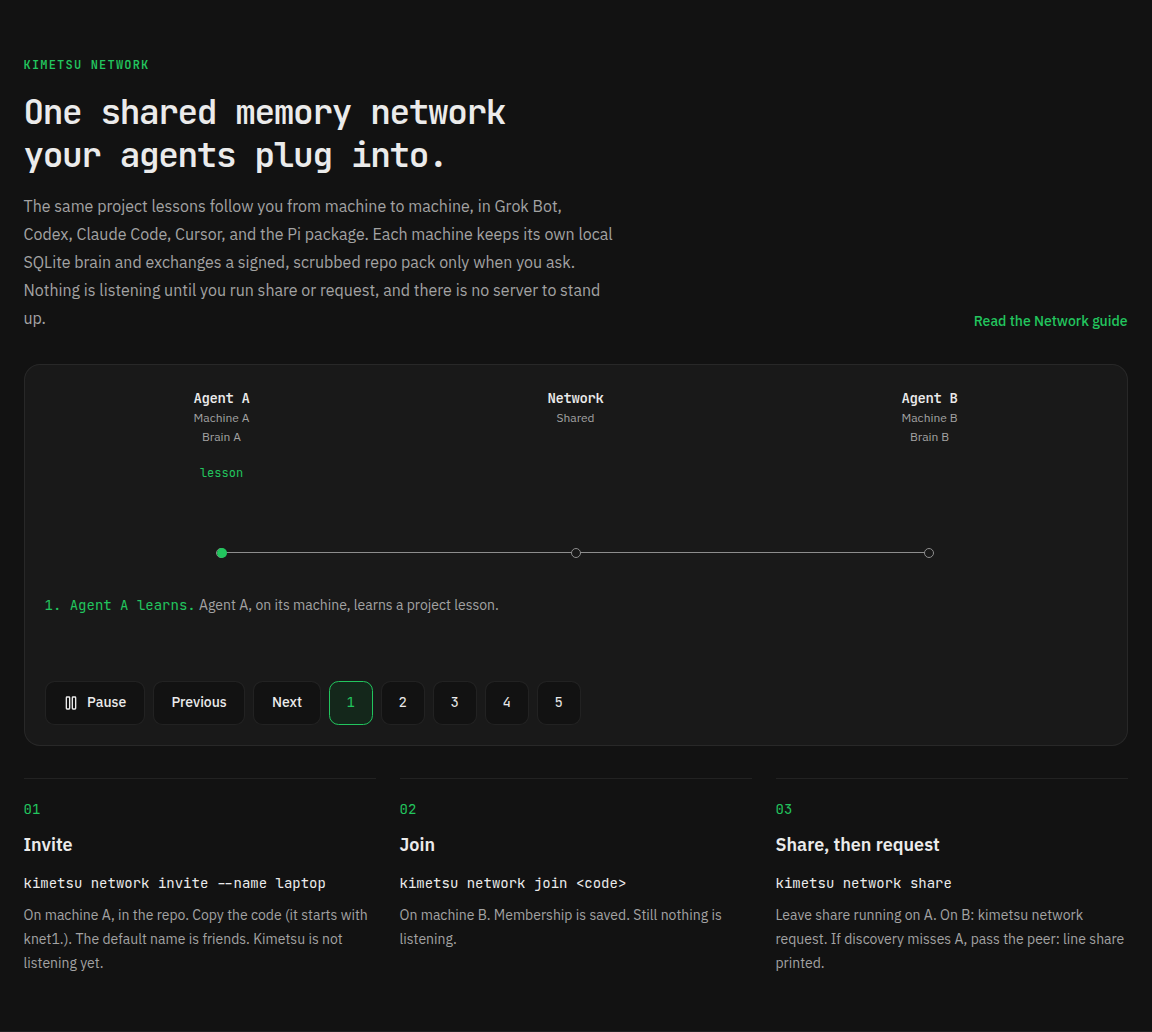 KIMETSU NETWORK
One shared memory network
your agents plug into.
The same project lessons follow you from machine to machine, in Grok Bot,
Codex, Claude Code, Cursor, and the Pi package. Each machine keeps its own local
SQLite brain and exchanges a signed, scrubbed repo pack only when you ask.
Nothing is listening until you run share or request, and there is no server to stand
up.
Read the Network guide
Agent A
Machine A
Brain A
lesson
Network
Shared
Agent B
Machine B
Brain B
1. Agent A learns. Agent A, on its machine, learns a project lesson.
Pause Previous Next 1 2 3 4 5
01
Invite
kimetsu network invite --name laptop
On machine A, in the repo. Copy the code (it starts with
knet1.). The default name is friends. Kimetsu is not
listening yet.
02
Join
kimetsu network join <code>
On machine B. Membership is saved. Still nothing is
listening.
03
Share, then request
kimetsu network share
Leave share running on A. On B: kimetsu network
request. If discovery misses A, pass the peer: line share
printed.